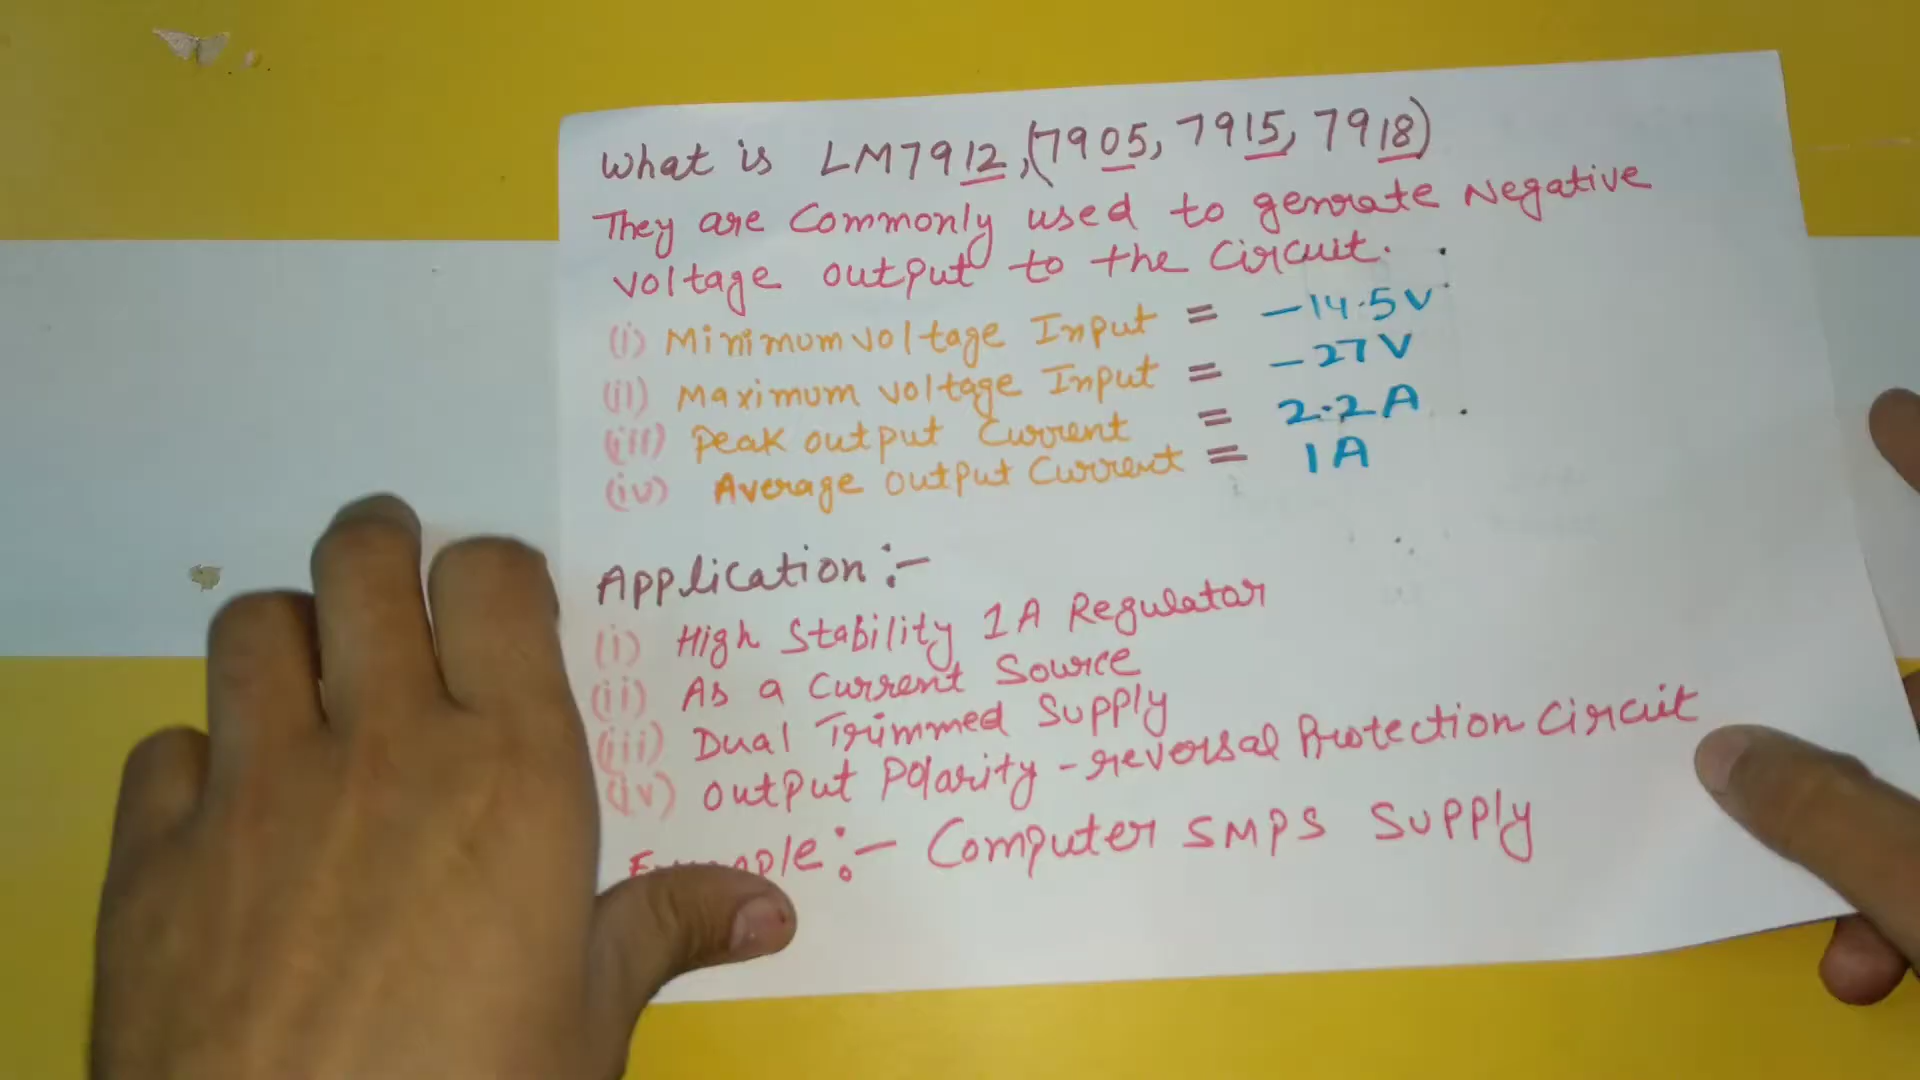 What is LM7912,(7905, 7915, 7918)
They are Commonly used to genrate Negative
voltage output to the Circuit.
(i) Minimum voltage Input = -14.5V
(ii) Maximum voltage Input = -27V
(iii) Peak output Current = 2.2A
(iv) Average output Current = 1A
Application :-
(i) High Stability 1A Regulator
(ii) As a Current Source
(iii) Dual Trimmed Supply
(iv) output Polarity -reversal Protection Circuit
:- Computer SMPS Supply